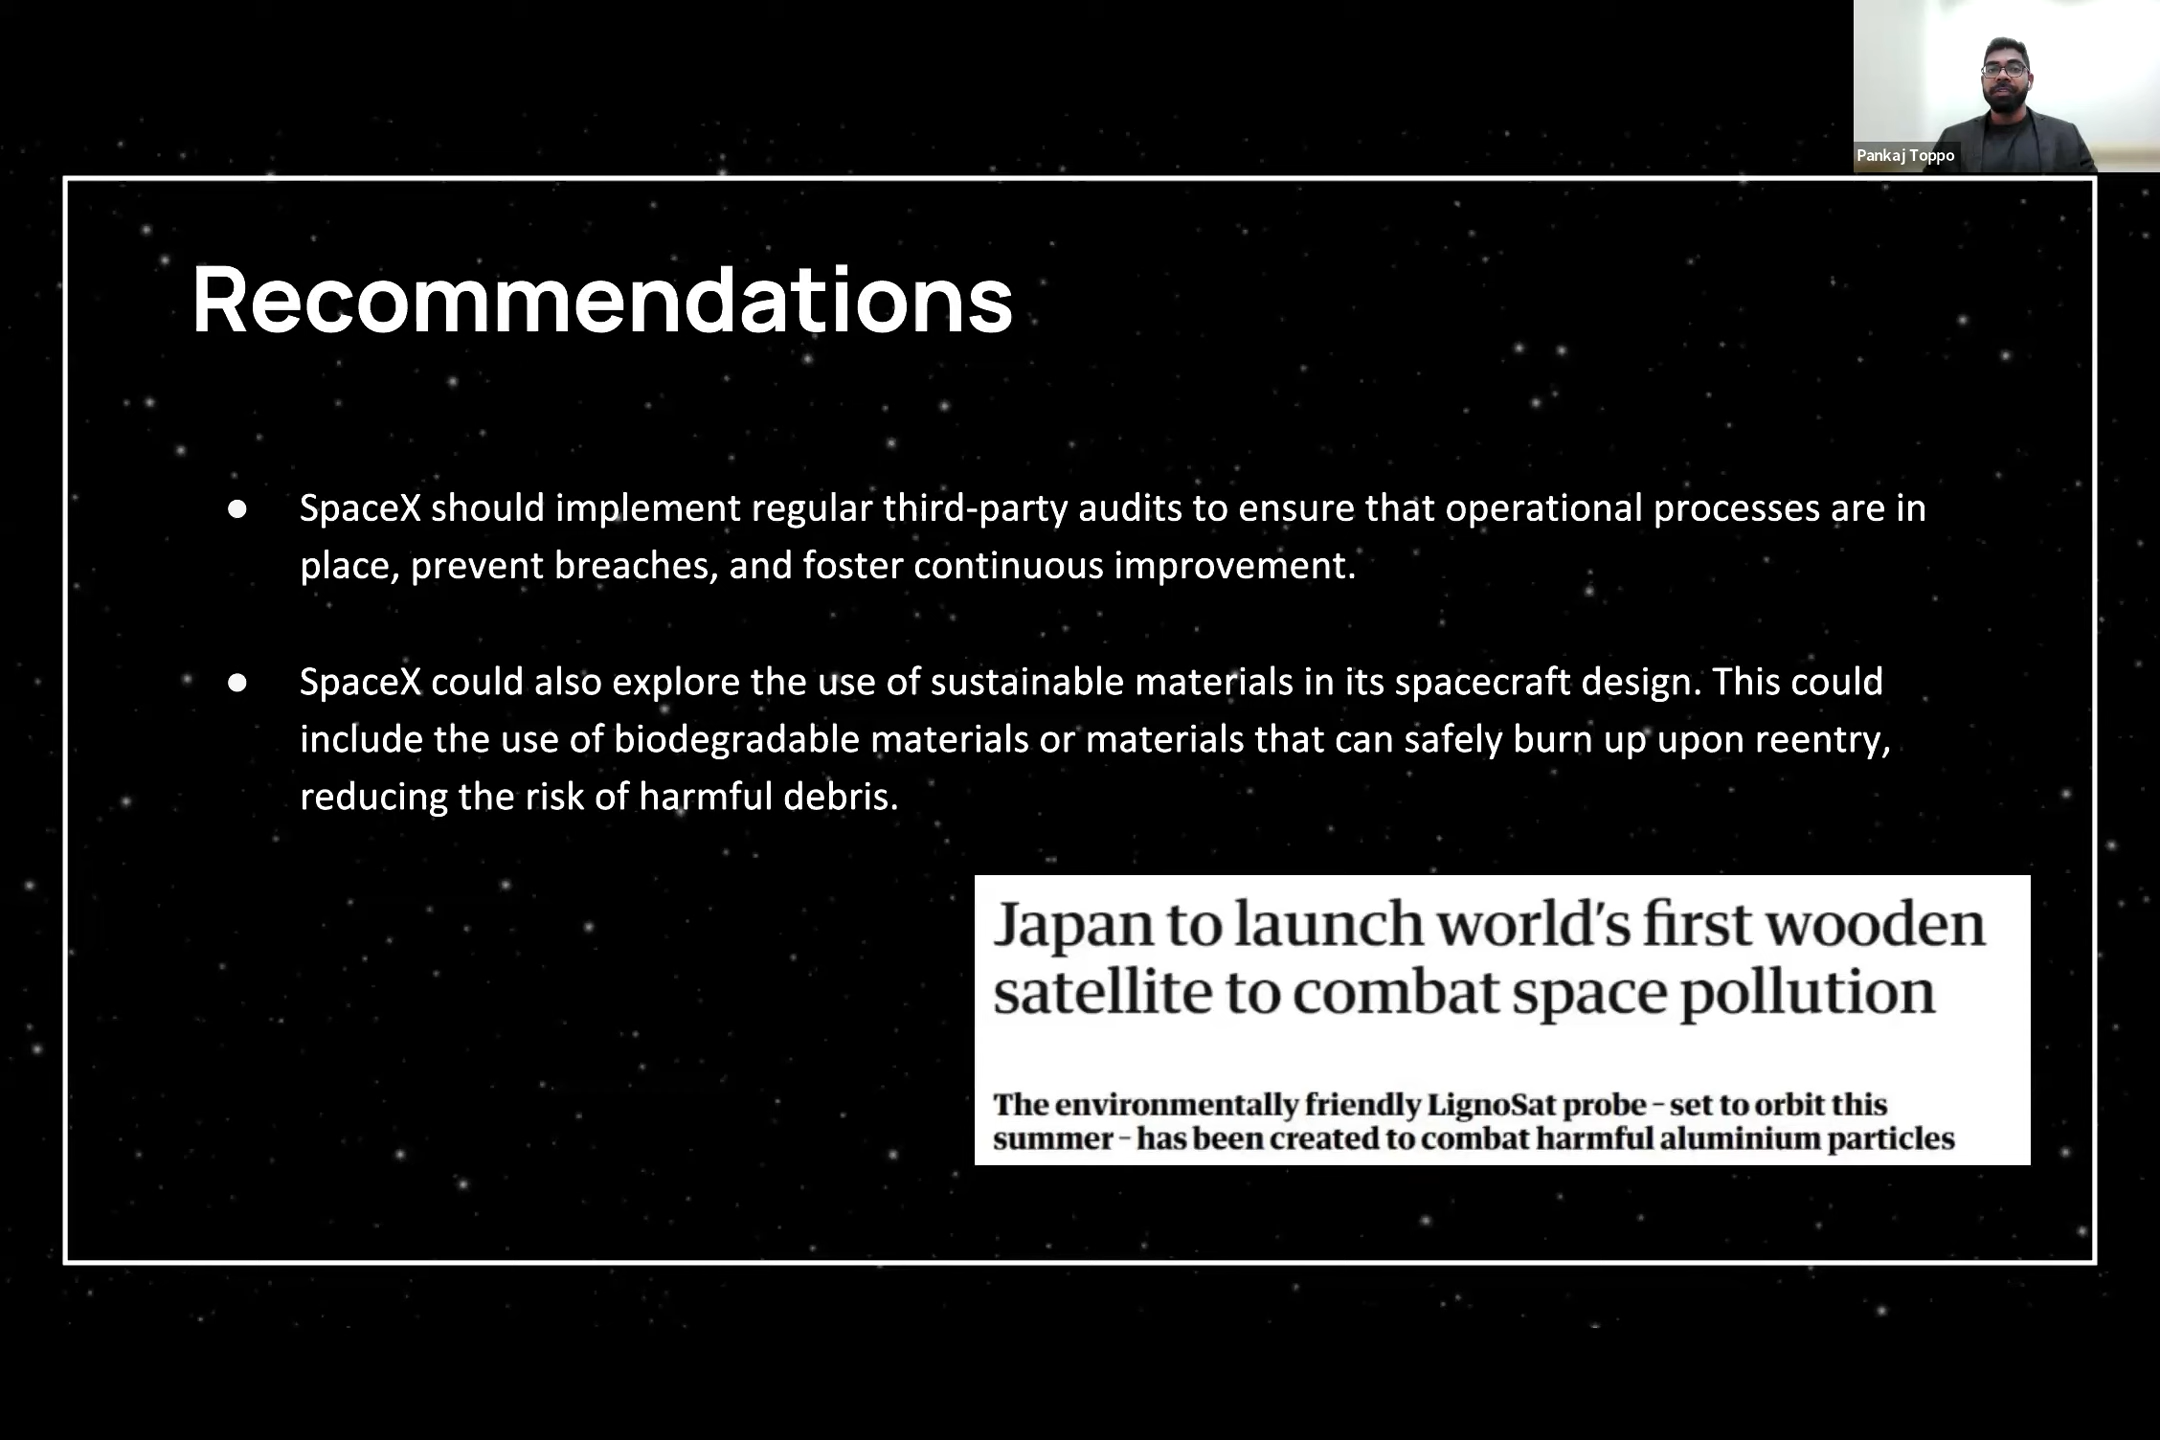 Pankaj Toppo
Recommendations
● SpaceX should implement regular third-party audits to ensure that operational processes are in
place, prevent breaches, and foster continuous improvement.
● SpaceX could also explore the use of sustainable materials in its spacecraft design. This could
include the use of biodegradable materials or materials that can safely burn up upon reentry,
reducing the risk of harmful debris.
Japan to launch world's first wooden
satellite to combat space pollution
The environmentally friendly LignoSat probe – set to orbit this
summer – has been created to combat harmful aluminium particles